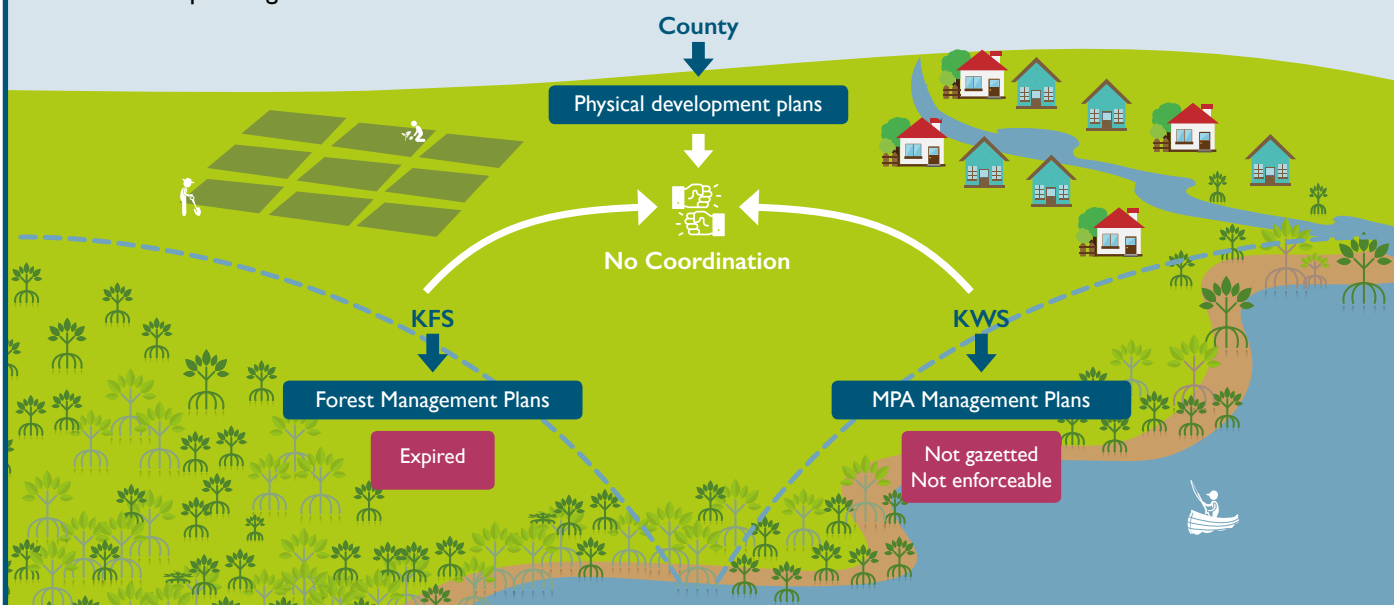 County
Physical development plans
No Coordination
KFS
KWS
Forest Management Plans
MPA Management Plans
Expired
Not gazetted
Not enforceable